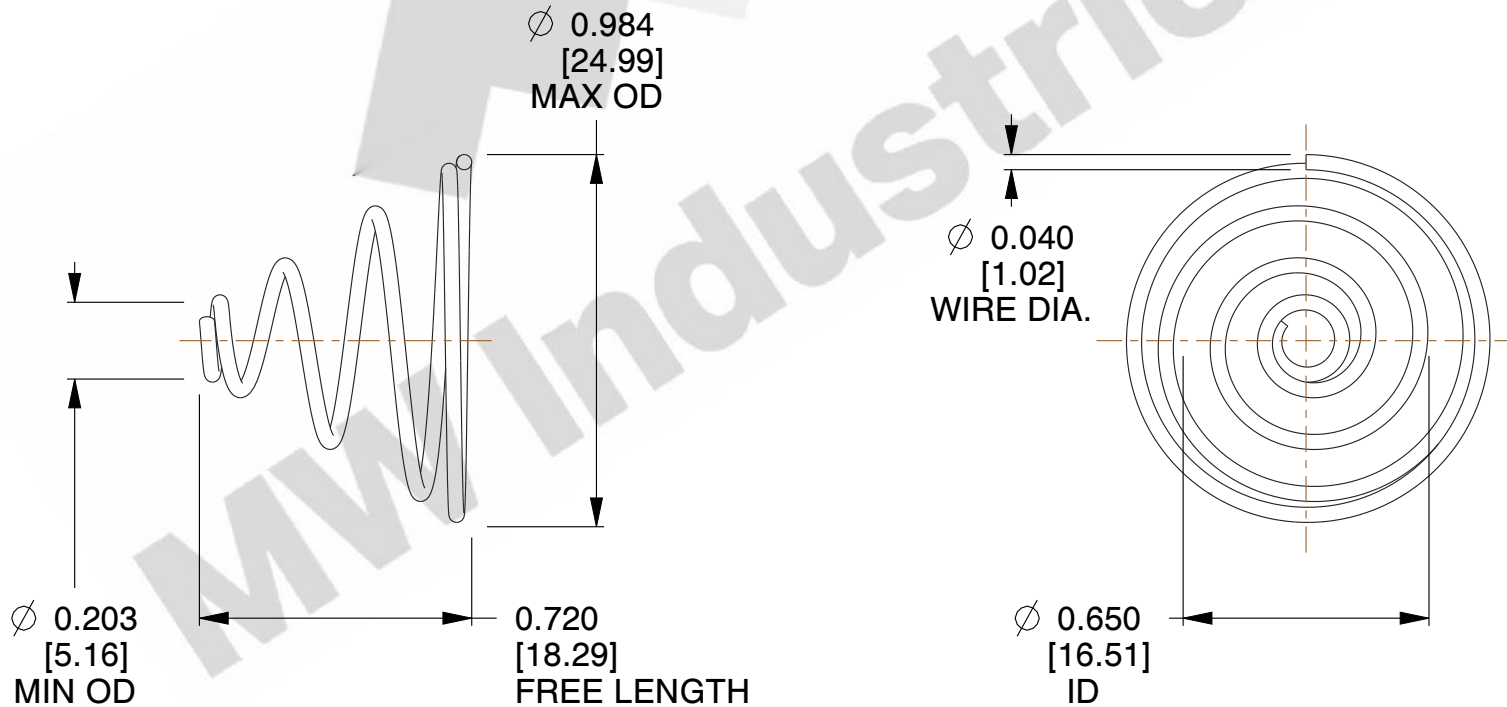 Ø 0.984
[24.99]
MAX OD
Ø 0.040
[1.02]
WIRE DIA.
Ø 0.203
[5.16]
MIN OD
0.720
[18.29]
FREE LENGTH
Ø 0.650
[16.51]
ID
MW Industri